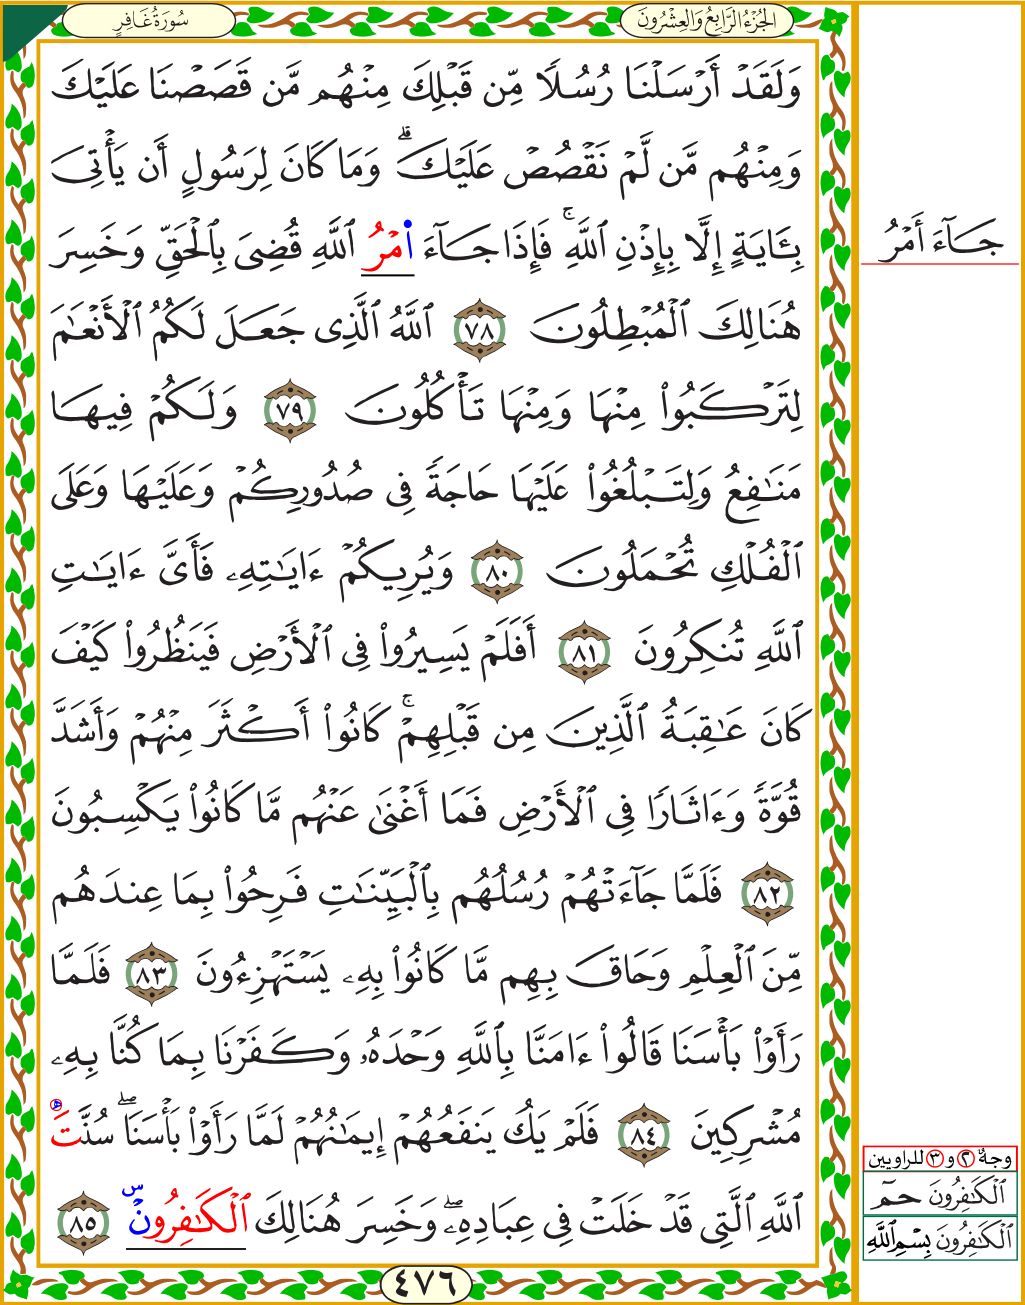 سُورَةُ غَافِرٍ
الجُزْءُ الرَّابِعُ وَالعِشْرُونَ
وَلَقَدۡ أَرۡسَلۡنَا رُسُلًا مِّن قَبۡلِكَ مِنۡهُم مَّن قَصَصۡنَا عَلَيۡكَ
وَمِنۡهُم مَّن لَّمۡ نَقۡصُصۡ عَلَيۡكَۗ وَمَا كَانَ لِرَسُولٍ أَن يَأۡتِىَ
بِـَٔايَةٍ إِلَّا بِإِذۡنِ ٱللَّهِۚ فَإِذَا جَآءَ ا۬مۡرُ ٱللَّهِ قُضِىَ بِٱلۡحَقِّ وَخَسِرَ
هُنَالِكَ ٱلۡمُبۡطِلُونَ ٧٨ ٱللَّهُ ٱلَّذِى جَعَلَ لَكُمُ ٱلۡأَنۡعَٰمَ
لِتَرۡكَبُواْ مِنۡهَا وَمِنۡهَا تَأۡكُلُونَ ٧٩ وَلَكُمۡ فِيهَا
مَنَٰفِعُ وَلِتَبۡلُغُواْ عَلَيۡهَا حَاجَةً فِى صُدُورِكُمۡ وَعَلَيۡهَا وَعَلَى
ٱلۡفُلۡكِ تُحۡمَلُونَ ٨٠ وَيُرِيكُمۡ ءَايَٰتِهِۦ فَأَىَّ ءَايَٰتِ
ٱللَّهِ تُنكِرُونَ ٨١ أَفَلَمۡ يَسِيرُواْ فِى ٱلۡأَرۡضِ فَيَنظُرُواْ كَيۡفَ
كَانَ عَٰقِبَةُ ٱلَّذِينَ مِن قَبۡلِهِمۡۚ كَانُوٓاْ أَكۡثَرَ مِنۡهُمۡ وَأَشَدَّ
قُوَّةً وَءَاثَارًا فِى ٱلۡأَرۡضِ فَمَا أَغۡنَىٰ عَنۡهُم مَّا كَانُواْ يَكۡسِبُونَ
٨٢ فَلَمَّا جَآءَتۡهُمۡ رُسُلُهُم بِٱلۡبَيِّنَٰتِ فَرِحُواْ بِمَا عِندَهُم
مِّنَ ٱلۡعِلۡمِ وَحَاقَ بِهِم مَّا كَانُواْ بِهِۦ يَسۡتَهۡزِءُونَ ٨٣ فَلَمَّا
رَأَوۡاْ بَأۡسَنَا قَالُواْ ءَامَنَّا بِٱللَّهِ وَحۡدَهُۥ وَكَفَرۡنَا بِمَا كُنَّا بِهِۦ
مُشۡرِكِينَ ٨٤ فَلَمۡ يَكُ يَنفَعُهُمۡ إِيمَٰنُهُمۡ لَمَّا رَأَوۡاْ بَأۡسَنَاۖ سُنَّتَ
ٱللَّهِ ٱلَّتِى قَدۡ خَلَتۡ فِى عِبَادِهِۦۖ وَخَسِرَ هُنَالِكَ ٱلۡكَٰفِرُونَ ٨٥
٤٧٦
جَآءَ أَمۡرُ
وجهُ ٢ و ٣ للراويين
ٱلۡكَٰفِرُونَ حمٓ
ٱلۡكَٰفِرُونَ بِسۡمِ ٱللَّهِ